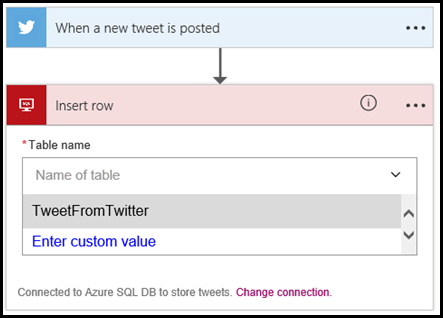 When a new tweet is posted
SQL
Insert row
*Table name
Name of table
TweetFromTwitter
Enter custom value
Connected to Azure SQL DB to store tweets. Change connection.